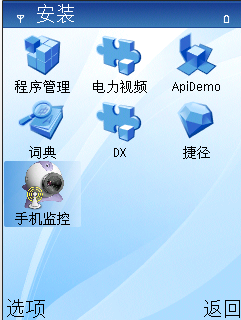 安装
程序管理 电力视频 ApiDemo
词典 DX 捷径
手机监控
选项 返回